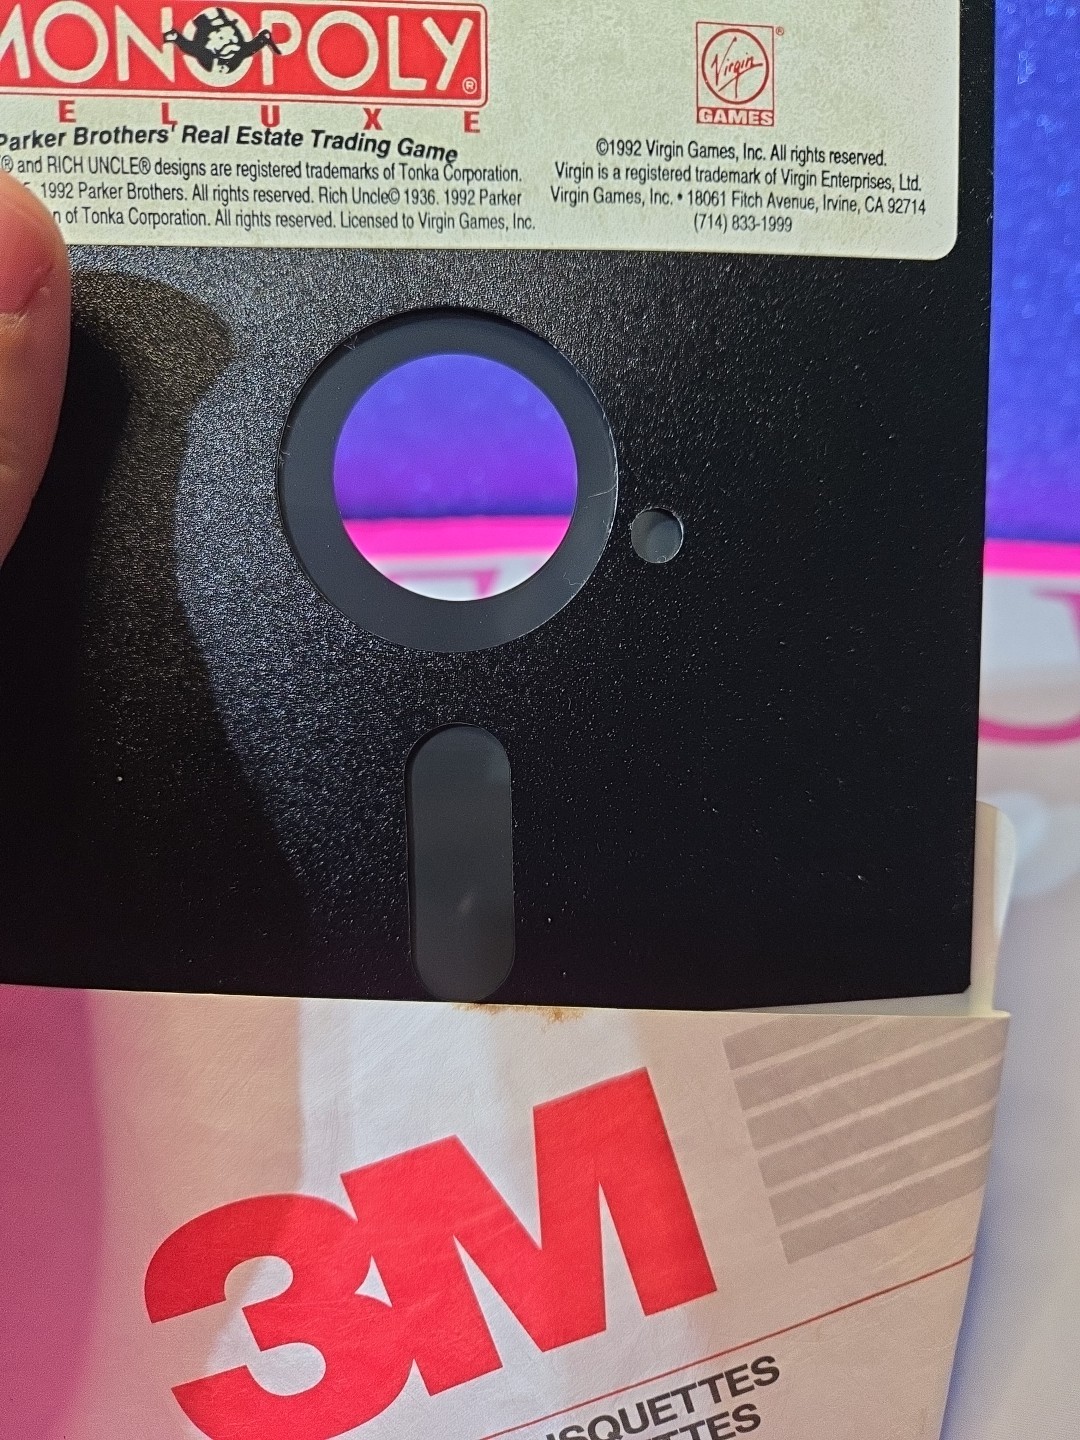 MONOPOLY®
E L U X E
Parker Brothers' Real Estate Trading Game
® and RICH UNCLE® designs are registered trademarks of Tonka Corporation.
1992 Parker Brothers. All rights reserved. Rich Uncle© 1936. 1992 Parker
of Tonka Corporation. All rights reserved. Licensed to Virgin Games, Inc.
Virgin®
GAMES
©1992 Virgin Games, Inc. All rights reserved.
Virgin is a registered trademark of Virgin Enterprises, Ltd.
Virgin Games, Inc. • 18061 Fitch Avenue, Irvine, CA 92714
(714) 833-1999
3M
SQUETTES
TTES